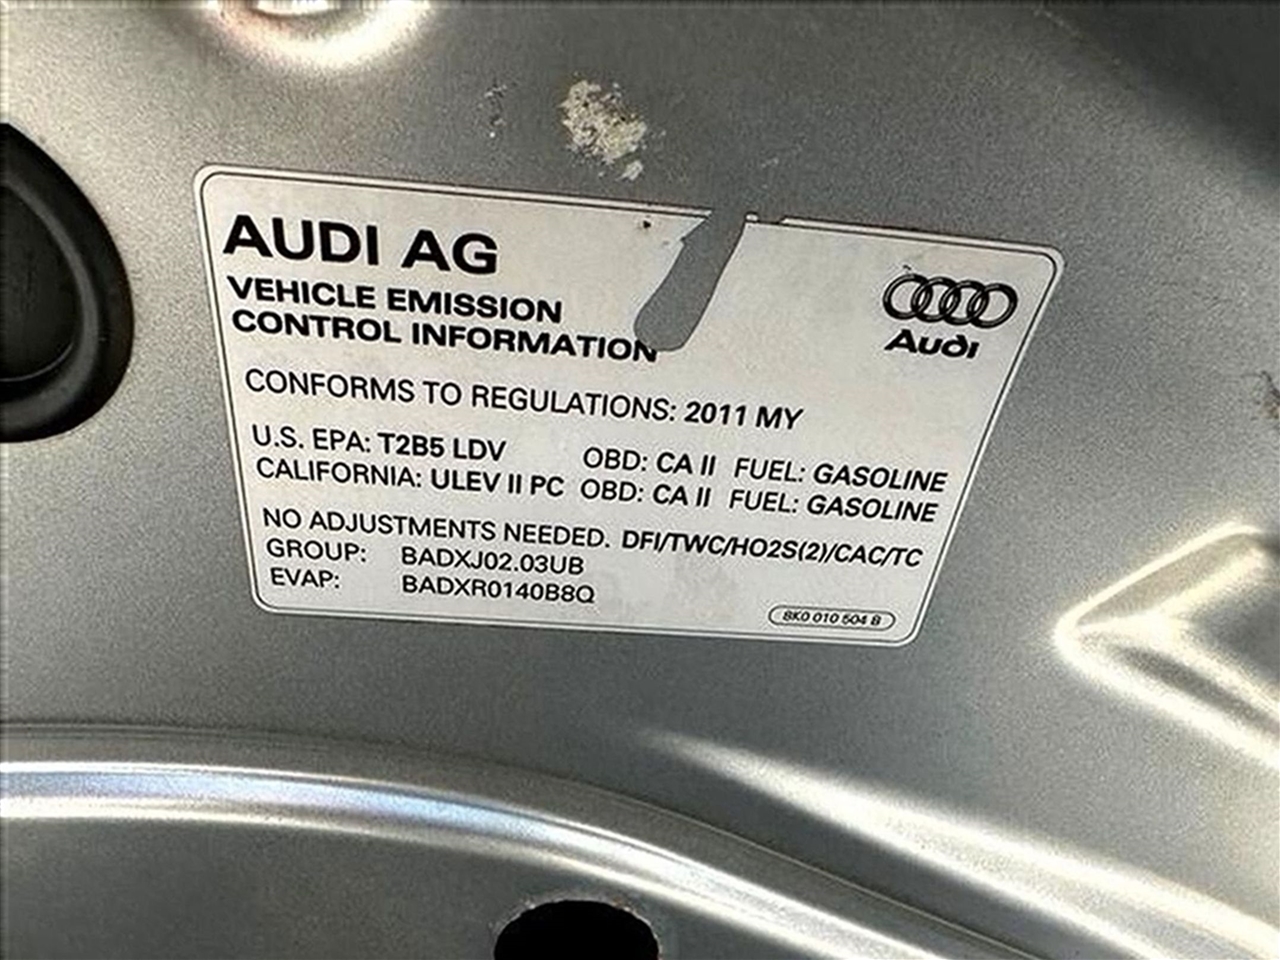 AUDI AG
VEHICLE EMISSION
CONTROL INFORMATION
Audi
CONFORMS TO REGULATIONS: 2011 MY
U.S. EPA: T2B5 LDV OBD: CA II FUEL: GASOLINE
CALIFORNIA: ULEV II PC OBD: CA II FUEL: GASOLINE
NO ADJUSTMENTS NEEDED. DFI/TWC/HO2S(2)/CAC/TC
GROUP: BADXJ02.03UB
EVAP: BADXR0140B8Q
8K0 010 504 B